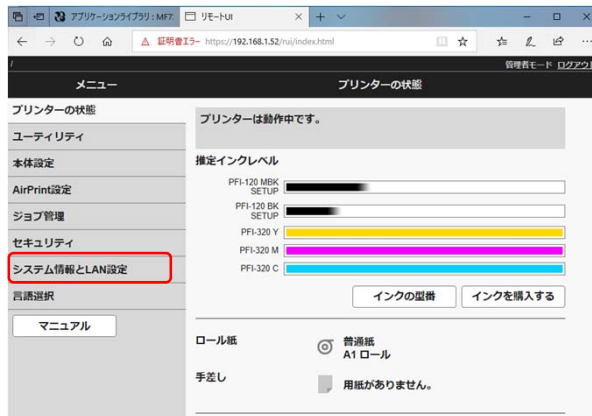 アプリケーションライブラリ: MF7:
リモートUI
証明書エラー https://192.168.1.52/rui/index.html
管理者モード ログアウト
メニュー
プリンターの状態
プリンターの状態
ユーティリティ
本体設定
AirPrint設定
ジョブ管理
セキュリティ
システム情報とLAN設定
言語選択
マニュアル
プリンターは動作中です。
推定インクレベル
PFI-120 MBK
SETUP
PFI-120 BK
SETUP
PFI-320 Y
PFI-320 M
PFI-320 C
インクの型番
インクを購入する
ロール紙
普通紙
A1 ロール
手差し
用紙がありません。